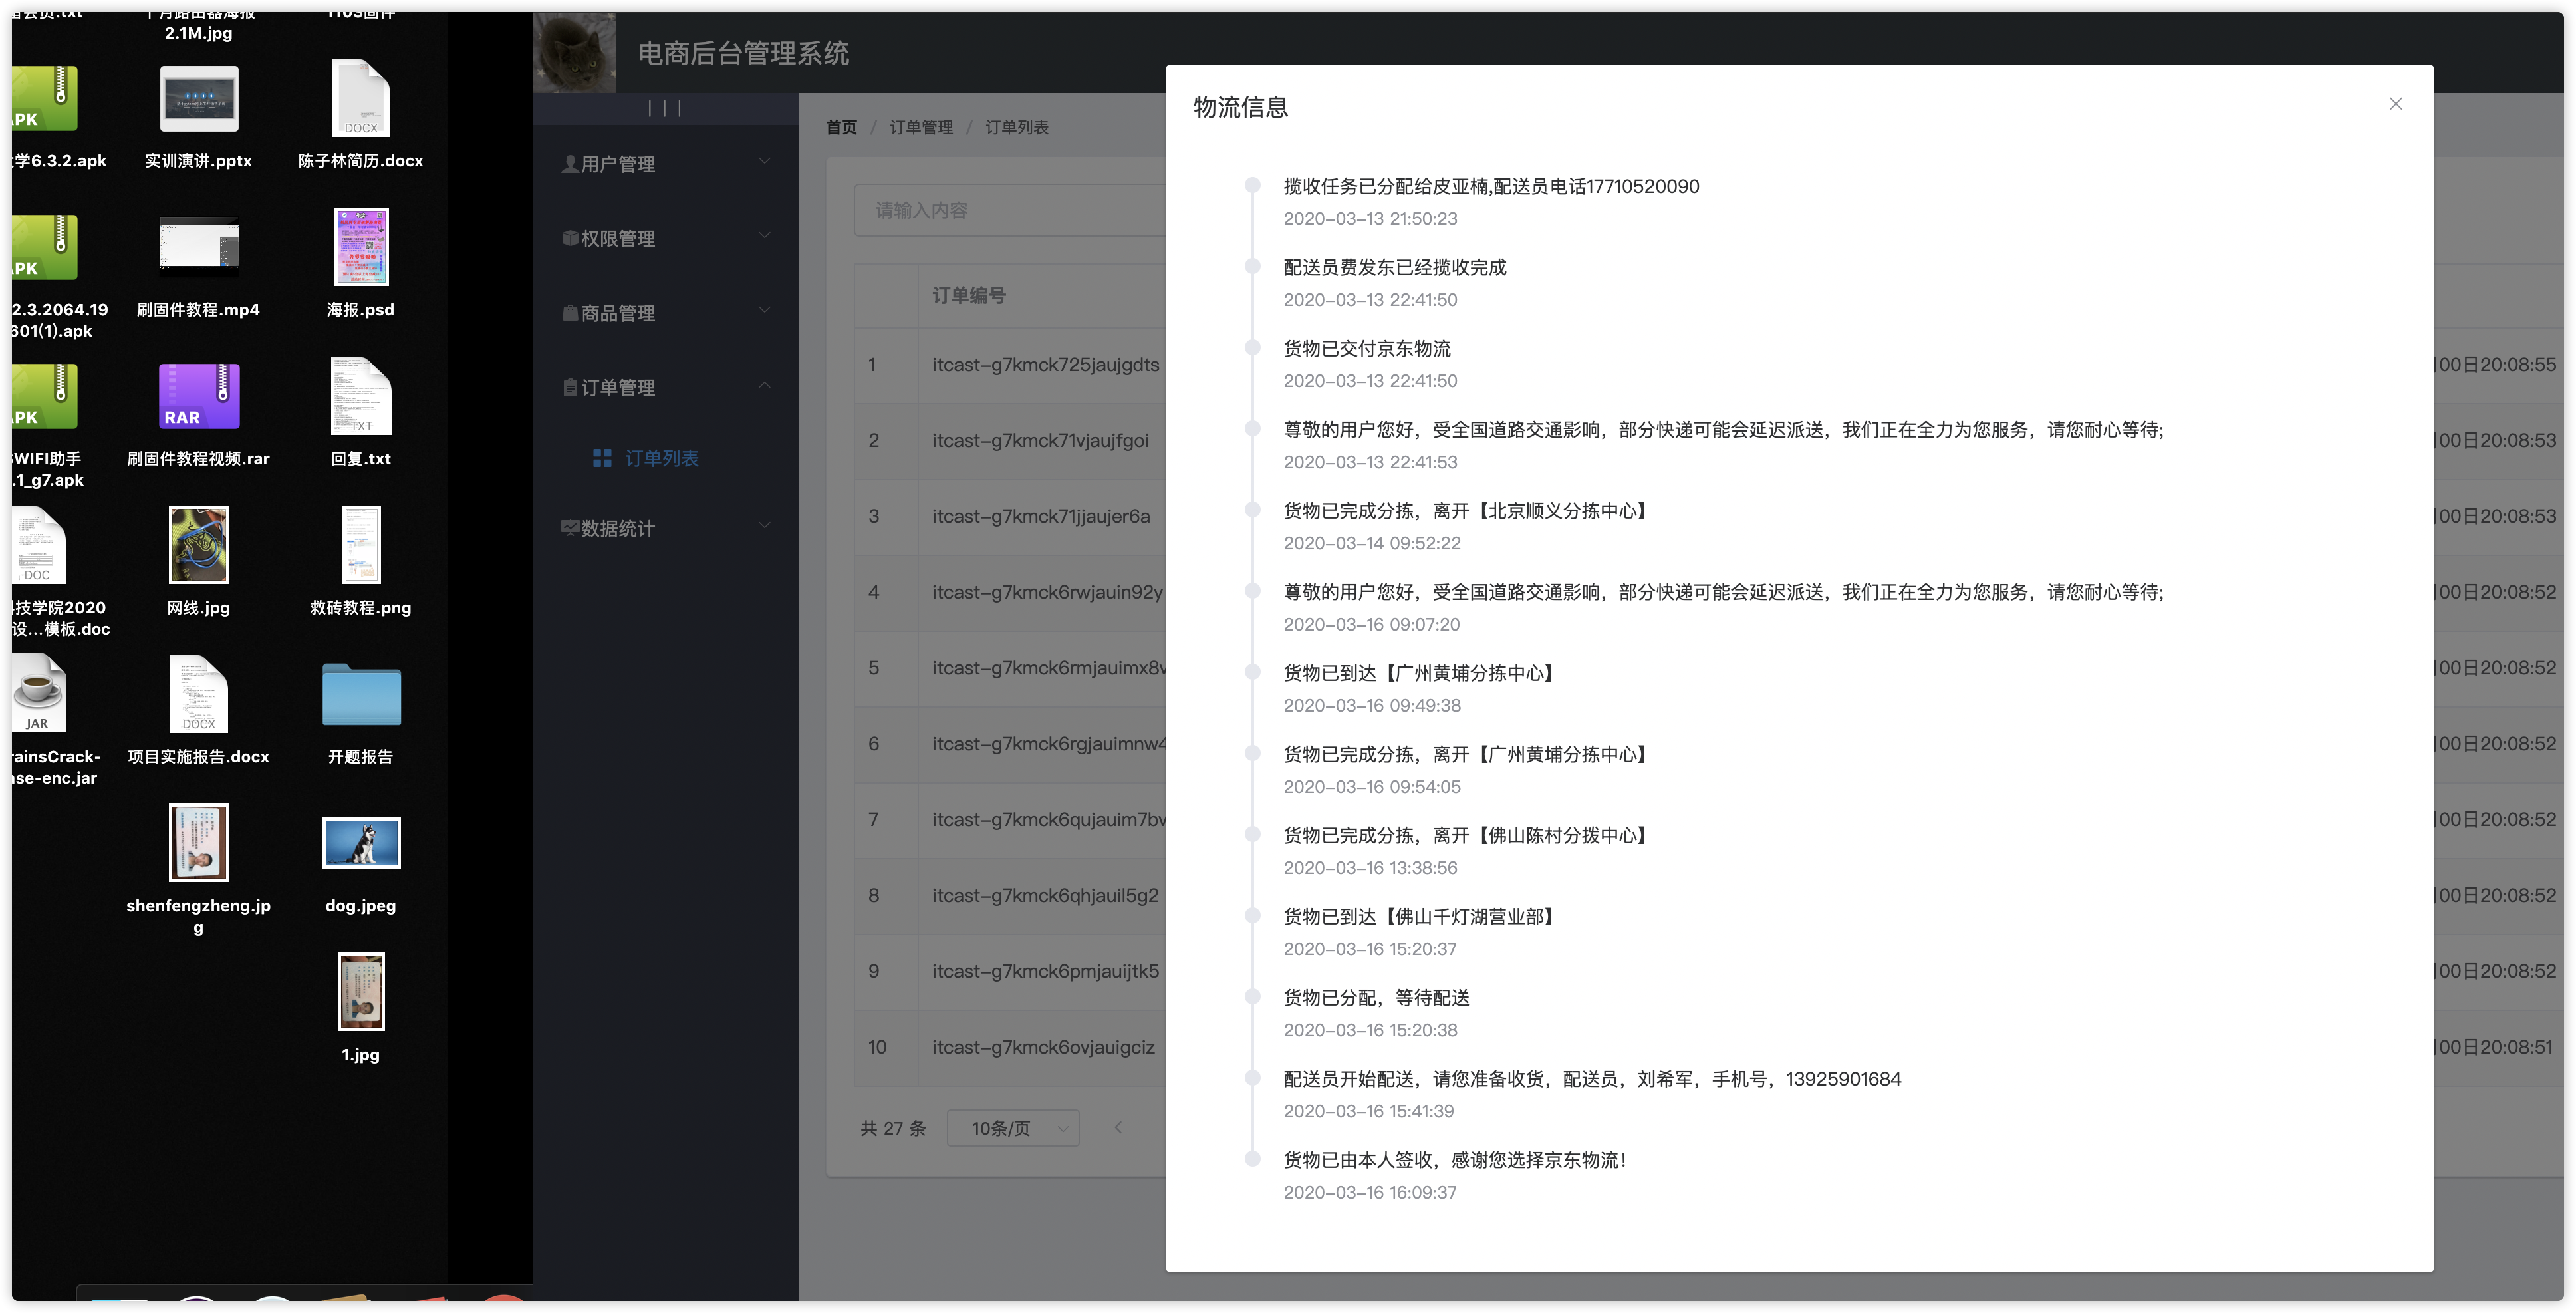 2.1M.jpg
PK
学6.3.2.apk
实训演讲.pptx
DOCX
陈子林简历.docx
PK
2.3.2064.19
601(1).apk
刷固件教程.mp4
海报.psd
PK
WIFI助手
.1_g7.apk
RAR
刷固件教程视频.rar
TXT
回复.txt
DOC
技学院2020
设...模板.doc
网线.jpg
救砖教程.png
JAR
rainsCrack-
ase-enc.jar
DOCX
项目实施报告.docx
开题报告
shenfengzheng.jp
g
dog.jpeg
1.jpg
电商后台管理系统
|||
用户管理
权限管理
商品管理
订单管理
订单列表
数据统计
首页 / 订单管理 / 订单列表
请输入内容
订单编号
1 itcast-g7kmck725jaujgdts
2 itcast-g7kmck71vjaujfgoi
3 itcast-g7kmck71jjaujer6a
4 itcast-g7kmck6rwjauin92y
5 itcast-g7kmck6rmjauimx8v
6 itcast-g7kmck6rgjauimnw4
7 itcast-g7kmck6qujauim7bv
8 itcast-g7kmck6qhjauil5g2
9 itcast-g7kmck6pmjauijtk5
10 itcast-g7kmck6ovjauigciz
共 27 条
10条/页
物流信息
揽收任务已分配给皮亚楠,配送员电话17710520090
2020-03-13 21:50:23
配送员费发东已经揽收完成
2020-03-13 22:41:50
货物已交付京东物流
2020-03-13 22:41:50
尊敬的用户您好，受全国道路交通影响，部分快递可能会延迟派送，我们正在全力为您服务，请您耐心等待;
2020-03-13 22:41:53
货物已完成分拣，离开【北京顺义分拣中心】
2020-03-14 09:52:22
尊敬的用户您好，受全国道路交通影响，部分快递可能会延迟派送，我们正在全力为您服务，请您耐心等待;
2020-03-16 09:07:20
货物已到达【广州黄埔分拣中心】
2020-03-16 09:49:38
货物已完成分拣，离开【广州黄埔分拣中心】
2020-03-16 09:54:05
货物已完成分拣，离开【佛山陈村分拨中心】
2020-03-16 13:38:56
货物已到达【佛山千灯湖营业部】
2020-03-16 15:20:37
货物已分配，等待配送
2020-03-16 15:20:38
配送员开始配送，请您准备收货，配送员，刘希军，手机号，13925901684
2020-03-16 15:41:39
货物已由本人签收，感谢您选择京东物流！
2020-03-16 16:09:37
00日20:08:55
00日20:08:53
00日20:08:53
00日20:08:52
00日20:08:52
00日20:08:52
00日20:08:52
00日20:08:52
00日20:08:52
00日20:08:51